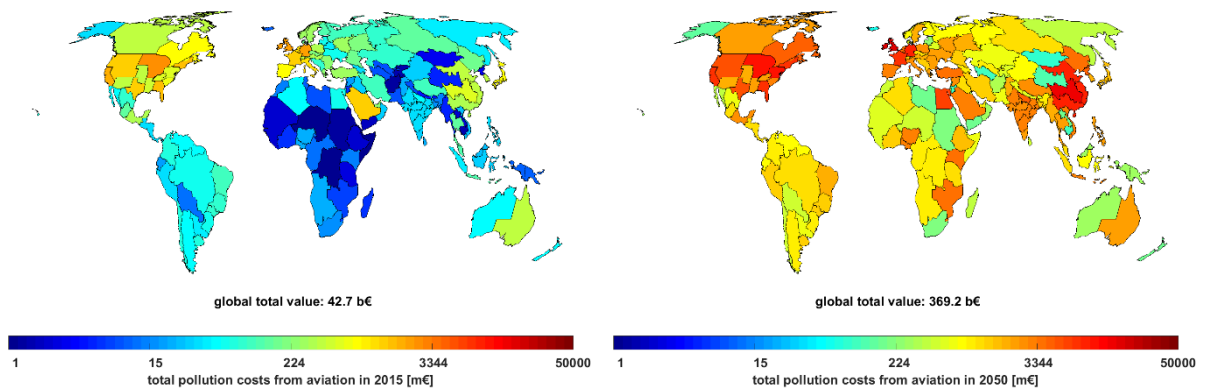 global total value: 42.7 b€
1 15 224 3344 50000
total pollution costs from aviation in 2015 [m€]
global total value: 369.2 b€
1 15 224 3344 50000
total pollution costs from aviation in 2050 [m€]